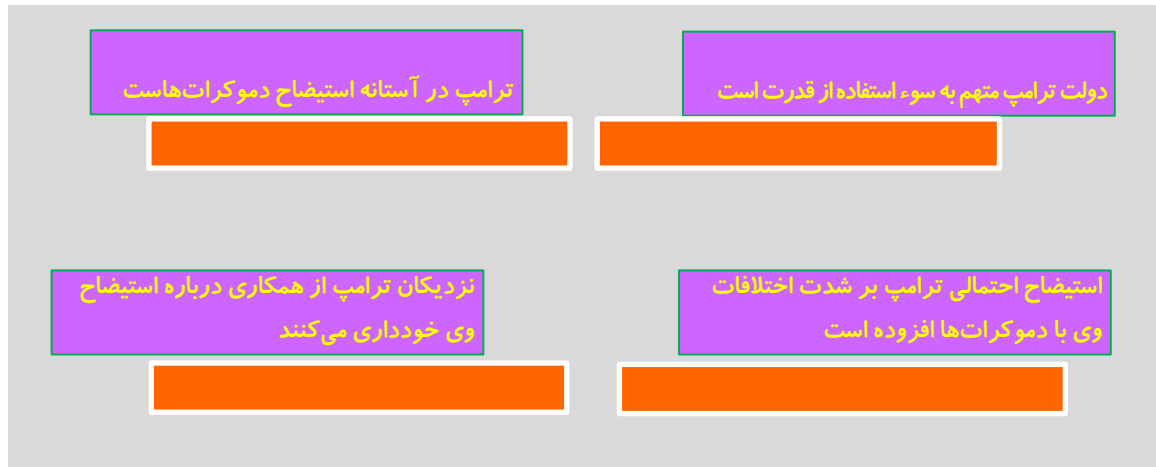 دولت ترامپ متهم به سوء استفاده از قدرت است
ترامپ در آستانه استیضاح دموکرات‌هاست
استیضاح احتمالی ترامپ بر شدت اختلافات
وی با دموکرات‌ها افزوده است
نزدیکان ترامپ از همکاری درباره استیضاح
وی خودداری می‌کنند